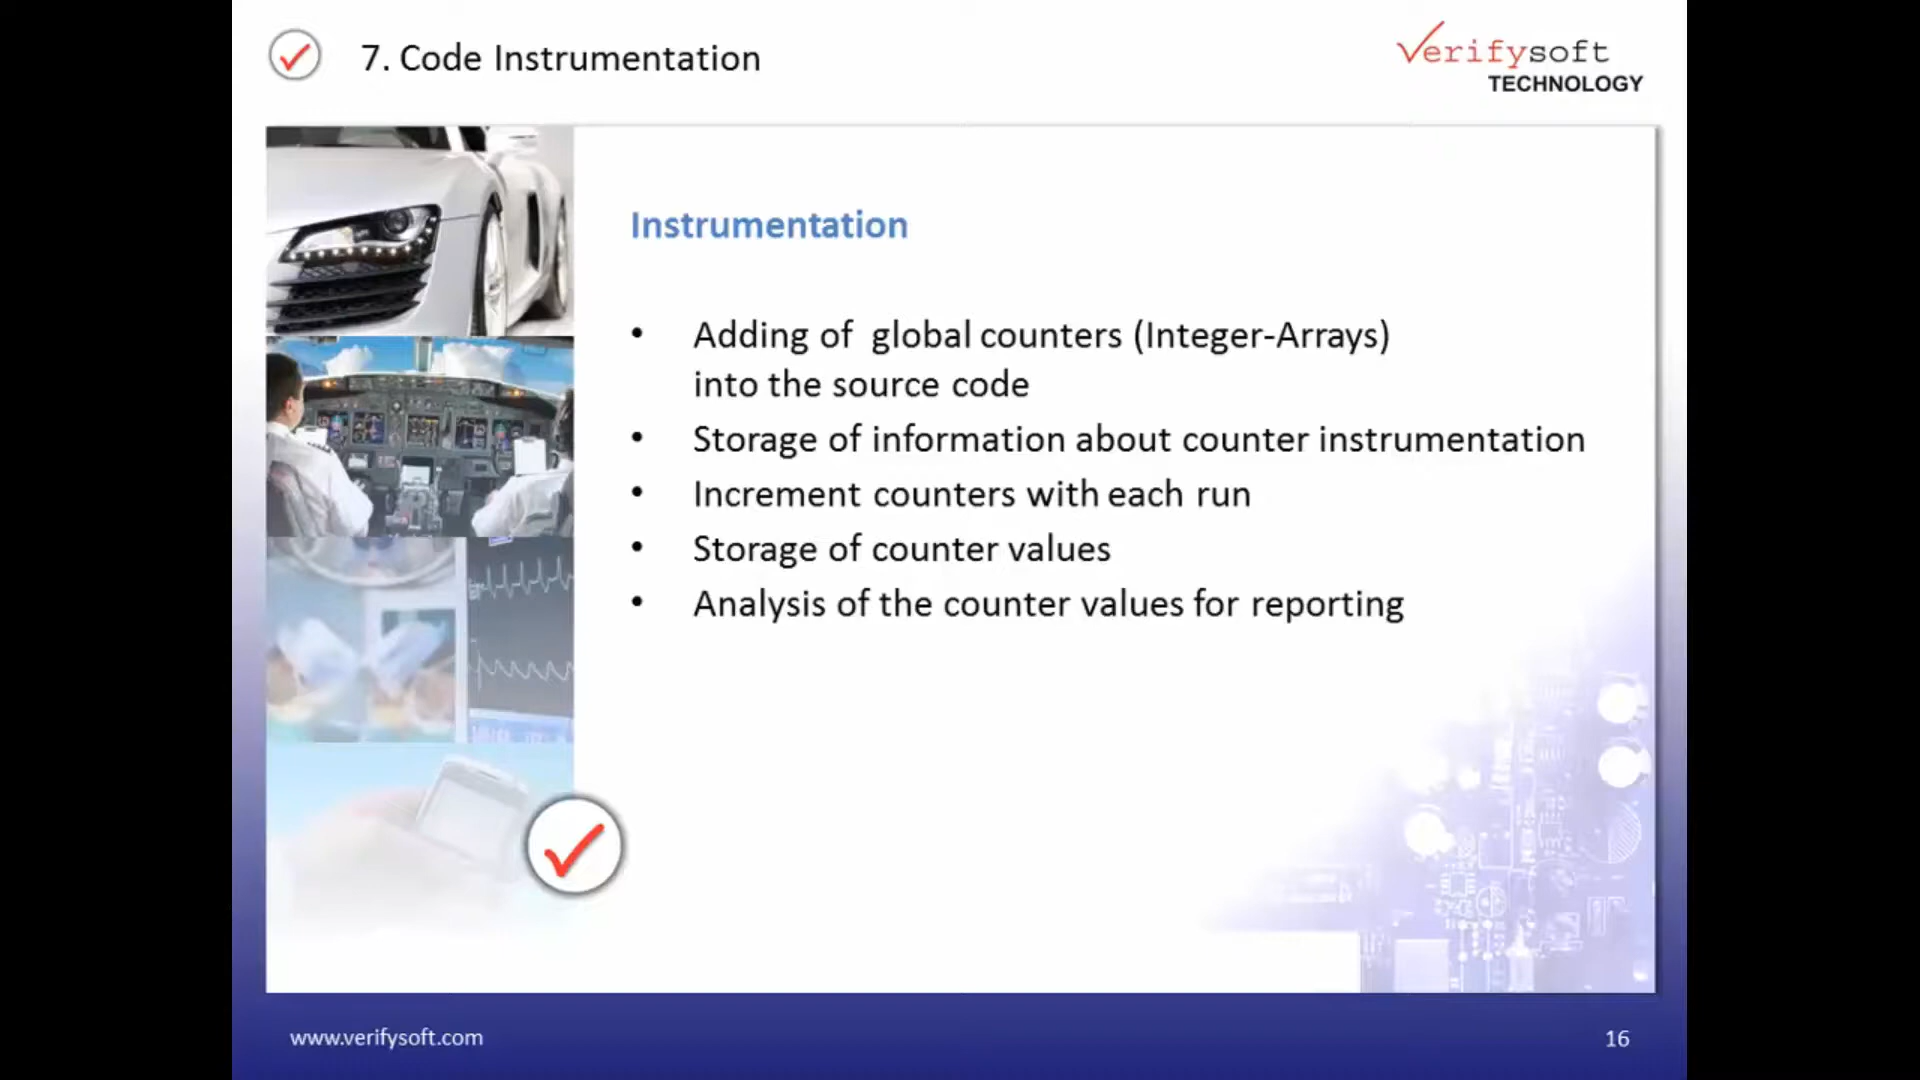 7. Code Instrumentation
Verifysoft
TECHNOLOGY
Instrumentation
• Adding of global counters (Integer-Arrays)
into the source code
• Storage of information about counter instrumentation
• Increment counters with each run
• Storage of counter values
• Analysis of the counter values for reporting
www.verifysoft.com
16